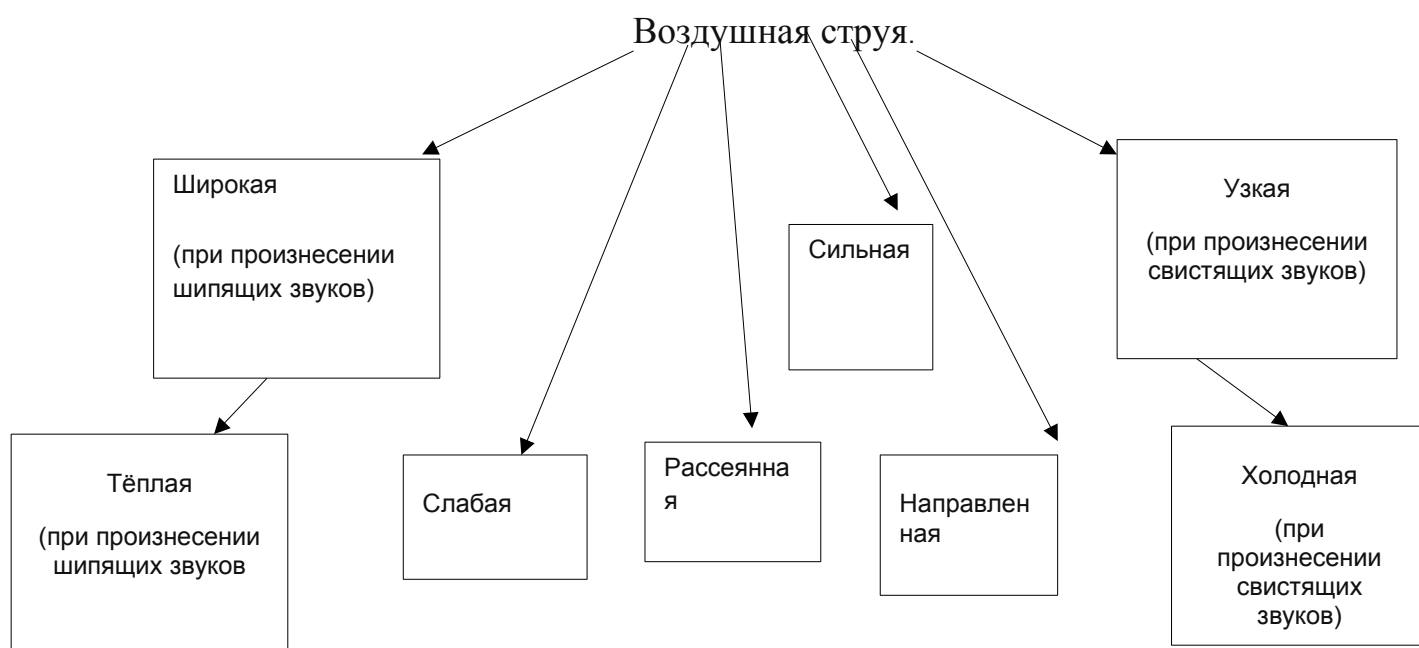 Воздушная струя.
Широкая
(при произнесении
шипящих звуков)
Сильная
Узкая
(при произнесении
свистящих звуков)
Тёплая
(при произнесении
шипящих звуков
Слабая
Рассеянна
я
Направлен
ная
Холодная
(при
произнесении
свистящих
звуков)